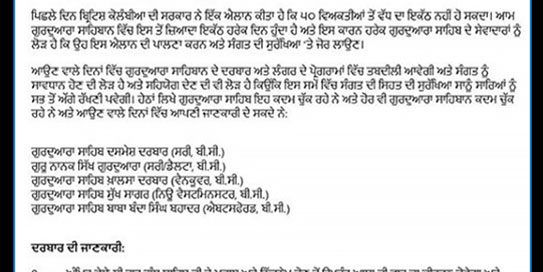 ਪਿਛਲੇ ਦਿਨ ਬ੍ਰਿਟਿਸ਼ ਕੋਲੰਬੀਆ ਦੀ ਸਰਕਾਰ ਨੇ ਇਕ ਐਲਾਨ ਕੀਤਾ ਹੈ ਕਿ ੫੦ ਵਿਅਕਤੀਆਂ ਤੋਂ ਵੱਧ ਦਾ ਇਕੱਠ ਨਹੀਂ ਹੋ ਸਕਦਾ। ਆਮ
ਗੁਰਦੁਆਰਾ ਸਾਹਿਬਾਨ ਵਿੱਚ ਇਸ ਤੋਂ ਜ਼ਿਆਦਾ ਇਕੱਠ ਹਰੇਕ ਦਿਨ ਹੁੰਦਾ ਹੈ ਅਤੇ ਇਸ ਕਾਰਨ ਹਰੇਕ ਗੁਰਦੁਆਰਾ ਸਾਹਿਬ ਦੇ ਸੇਵਾਦਾਰਾਂ ਨੂੰ
ਲੋੜ ਹੈ ਕਿ ਉਹ ਇਸ ਐਲਾਨ ਦੀ ਪਾਲਣਾ ਕਰਨ ਅਤੇ ਸੰਗਤ ਦੀ ਸੁਰੱਖਿਆ 'ਤੇ ਜ਼ੋਰ ਲਾਉਣ।
ਆਉਣ ਵਾਲੇ ਦਿਨਾਂ ਵਿੱਚ ਗੁਰਦੁਆਰਾ ਸਾਹਿਬਾਨ ਦੇ ਦਰਬਾਰ ਅਤੇ ਲੰਗਰ ਦੇ ਪ੍ਰੋਗਰਾਮਾਂ ਵਿੱਚ ਤਬਦੀਲੀ ਆਵੇਗੀ ਅਤੇ ਸੰਗਤ ਨੂੰ
ਸਾਵਧਾਨ ਹੋਣ ਦੀ ਲੋੜ ਹੈ ਅਤੇ ਸਹਿਯੋਗ ਦੇਣ ਦੀ ਵੀ ਲੋੜ ਹੈ ਕਿਉਂਕਿ ਇਸ ਸਮੇਂ ਵਿੱਚ ਸੰਗਤ ਦੀ ਸਿਹਤ ਦੀ ਸੁਰੱਖਿਆ ਸਾਨੂੰ ਸਾਰਿਆਂ ਨੂੰ
ਸਭ ਤੋਂ ਅੱਗੇ ਰੱਖਣੀ ਪਵੇਗੀ। ਹੇਠਾਂ ਲਿਖੇ ਗੁਰਦੁਆਰਾ ਸਾਹਿਬ ਇਹ ਕਦਮ ਚੁੱਕ ਰਹੇ ਨੇ ਅਤੇ ਹੋਰ ਵੀ ਗੁਰਦੁਆਰਾ ਸਾਹਿਬਾਨ ਕਦਮ ਚੁੱਕ
ਰਹੇ ਨੇ ਅਤੇ ਆਉਣ ਵਾਲੇ ਦਿਨਾਂ ਵਿੱਚ ਆਪਣੀ ਜਾਣਕਾਰੀ ਦੇ ਸਕਦੇ ਨੇ:
ਗੁਰਦੁਆਰਾ ਸਾਹਿਬ ਦਸਮੇਸ਼ ਦਰਬਾਰ (ਸਰੀ, ਬੀ.ਸੀ.)
ਗੁਰੂ ਨਾਨਕ ਸਿੱਖ ਗੁਰਦੁਆਰਾ (ਸਰੀ/ਡੈਲਟਾ, ਬੀ.ਸੀ.)
ਗੁਰਦੁਆਰਾ ਸਾਹਿਬ ਖ਼ਾਲਸਾ ਦਰਬਾਰ (ਵੈਨਕੂਵਰ, ਬੀ.ਸੀ.)
ਗੁਰਦੁਆਰਾ ਸਾਹਿਬ ਸੁੱਖ ਸਾਗਰ (ਨਿਊ ਵੈਸਟਮਿਨਸਟਰ, ਬੀ.ਸੀ.)
ਗੁਰਦੁਆਰਾ ਸਾਹਿਬ ਬਾਬਾ ਬੰਦਾ ਸਿੰਘ ਬਹਾਦਰ (ਐਬਟਸਫੋਰਡ, ਬੀ.ਸੀ.)
ਦਰਬਾਰ ਦੀ ਜਾਣਕਾਰੀ: